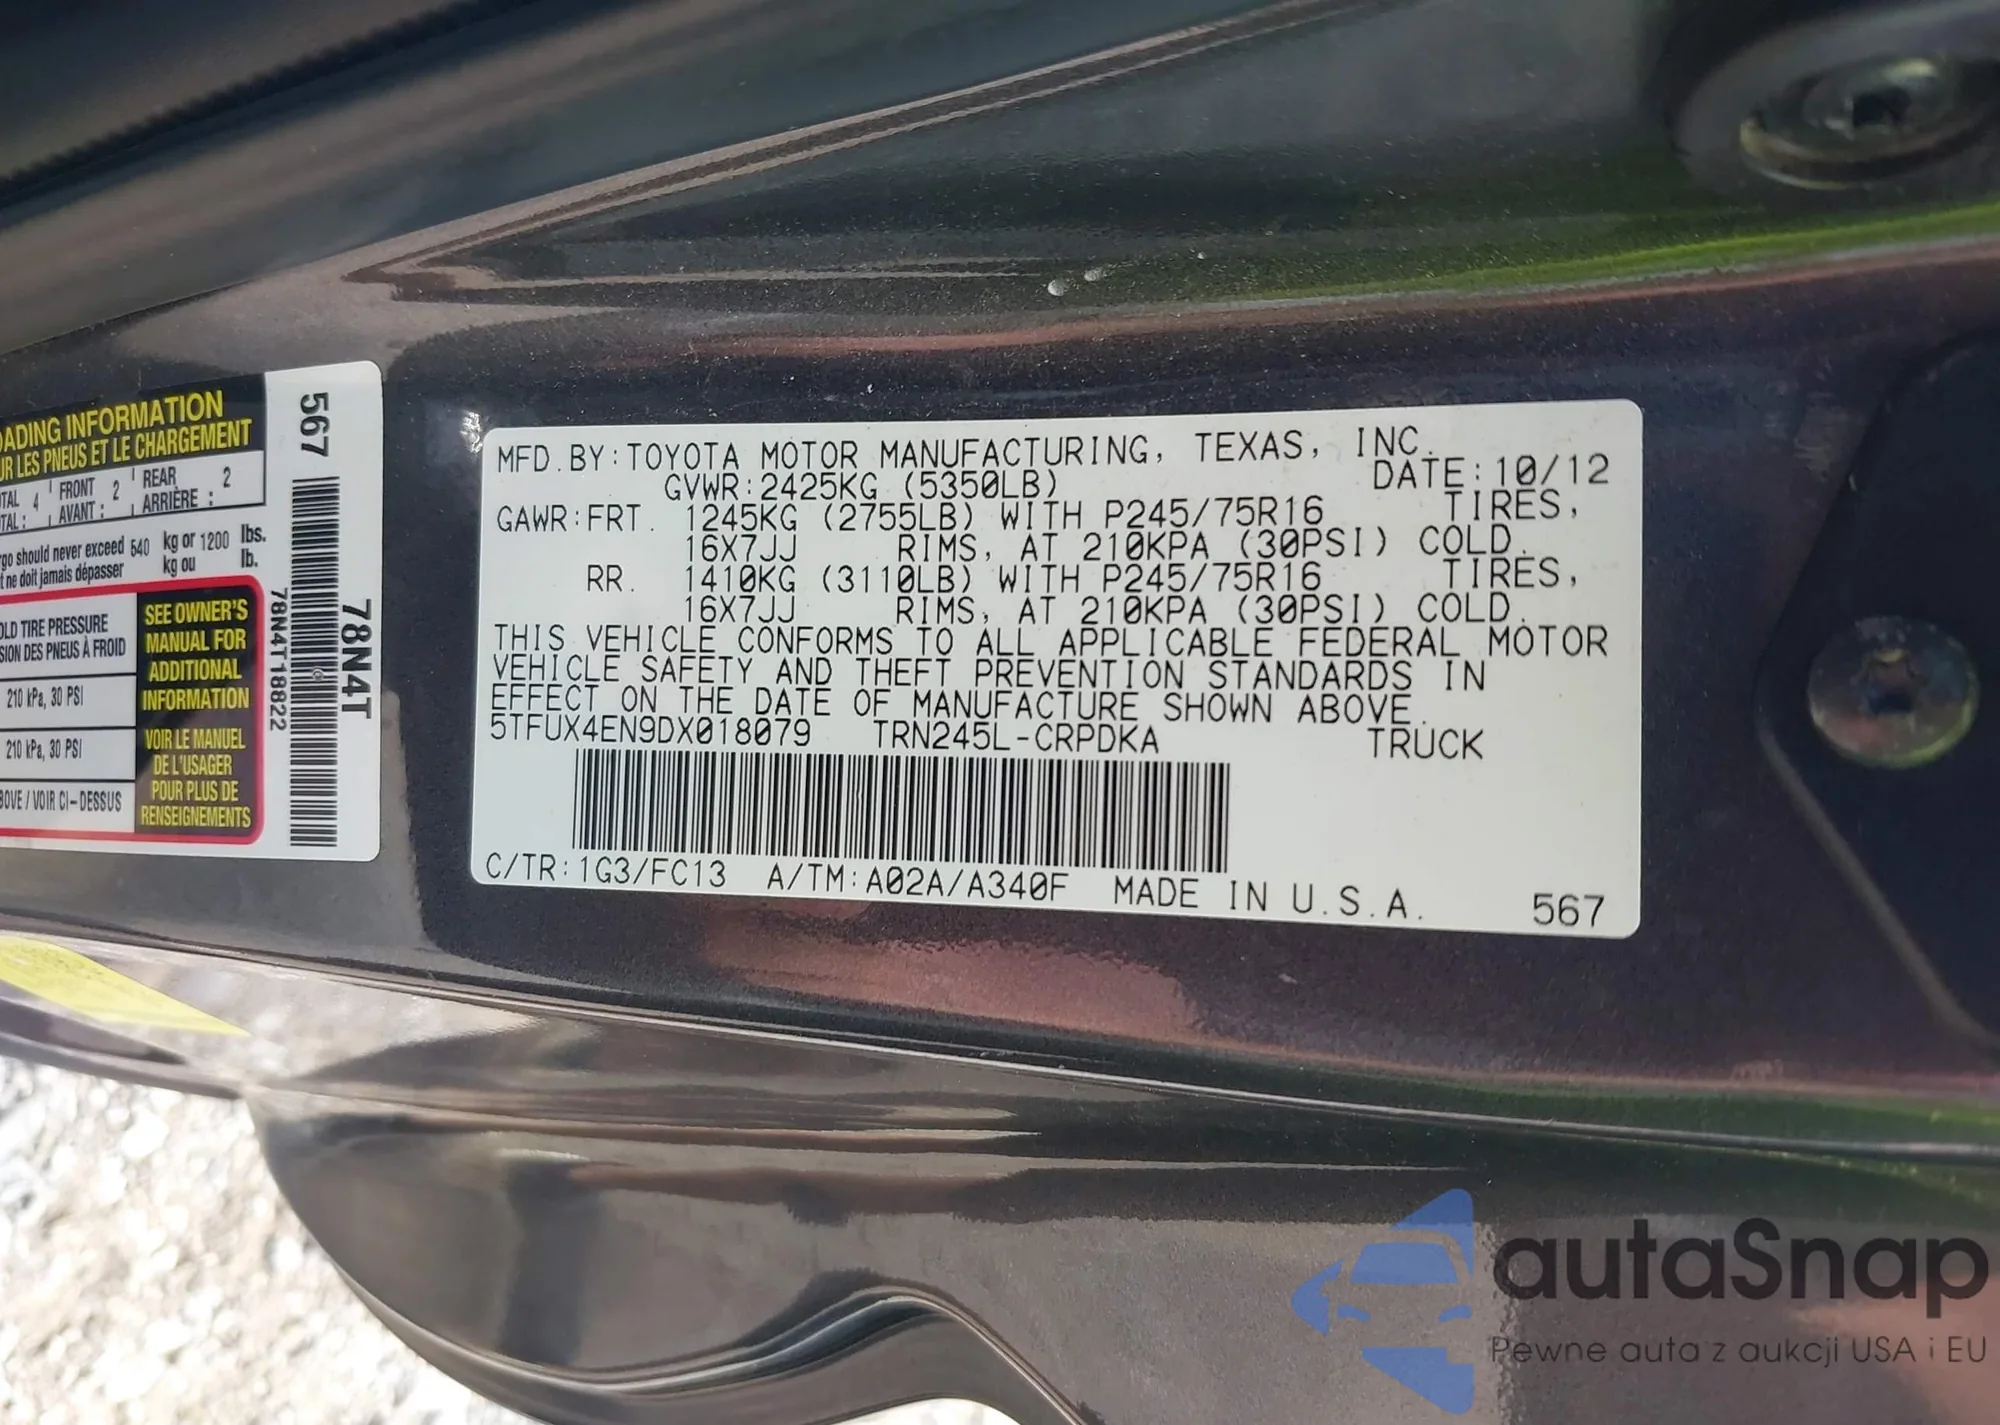 MFD. BY: TOYOTA MOTOR MANUFACTURING, TEXAS, INC.
GVWR: 2425KG (5350LB) DATE: 10/12
GAWR: FRT. 1245KG (2755LB) WITH P245/75R16 TIRES,
16X7JJ RIMS, AT 210KPA (30PSI) COLD.
RR. 1410KG (3110LB) WITH P245/75R16 TIRES,
16X7JJ RIMS, AT 210KPA (30PSI) COLD.
THIS VEHICLE CONFORMS TO ALL APPLICABLE FEDERAL MOTOR
VEHICLE SAFETY AND THEFT PREVENTION STANDARDS IN
EFFECT ON THE DATE OF MANUFACTURE SHOWN ABOVE.
5TFUX4EN9DX018079 TRN245L-CRPDKA TRUCK
C/TR: 1G3/FC13 A/TM: A02A/A340F MADE IN U.S.A. 567
INFORMATION
LES PNEUS ET LE CHARGEMENT
4 FRONT 2 REAR 2
AVANT : ARRIÈRE :
should never exceed 540 kg or 1200 lbs.
ne doit jamais dépasser kg ou lb.
TIRE PRESSURE
DES PNEUS À FROID
210 kPa, 30 PSI
210 kPa, 30 PSI
/ VOIR CI-DESSUS
SEE OWNER'S
MANUAL FOR
ADDITIONAL
INFORMATION
VOIR LE MANUEL
DE L'USAGER
POUR PLUS DE
RENSEIGNEMENTS
567
78N4T18822
78N4T
autaSnap
Pewne auta z aukcji USA i EU